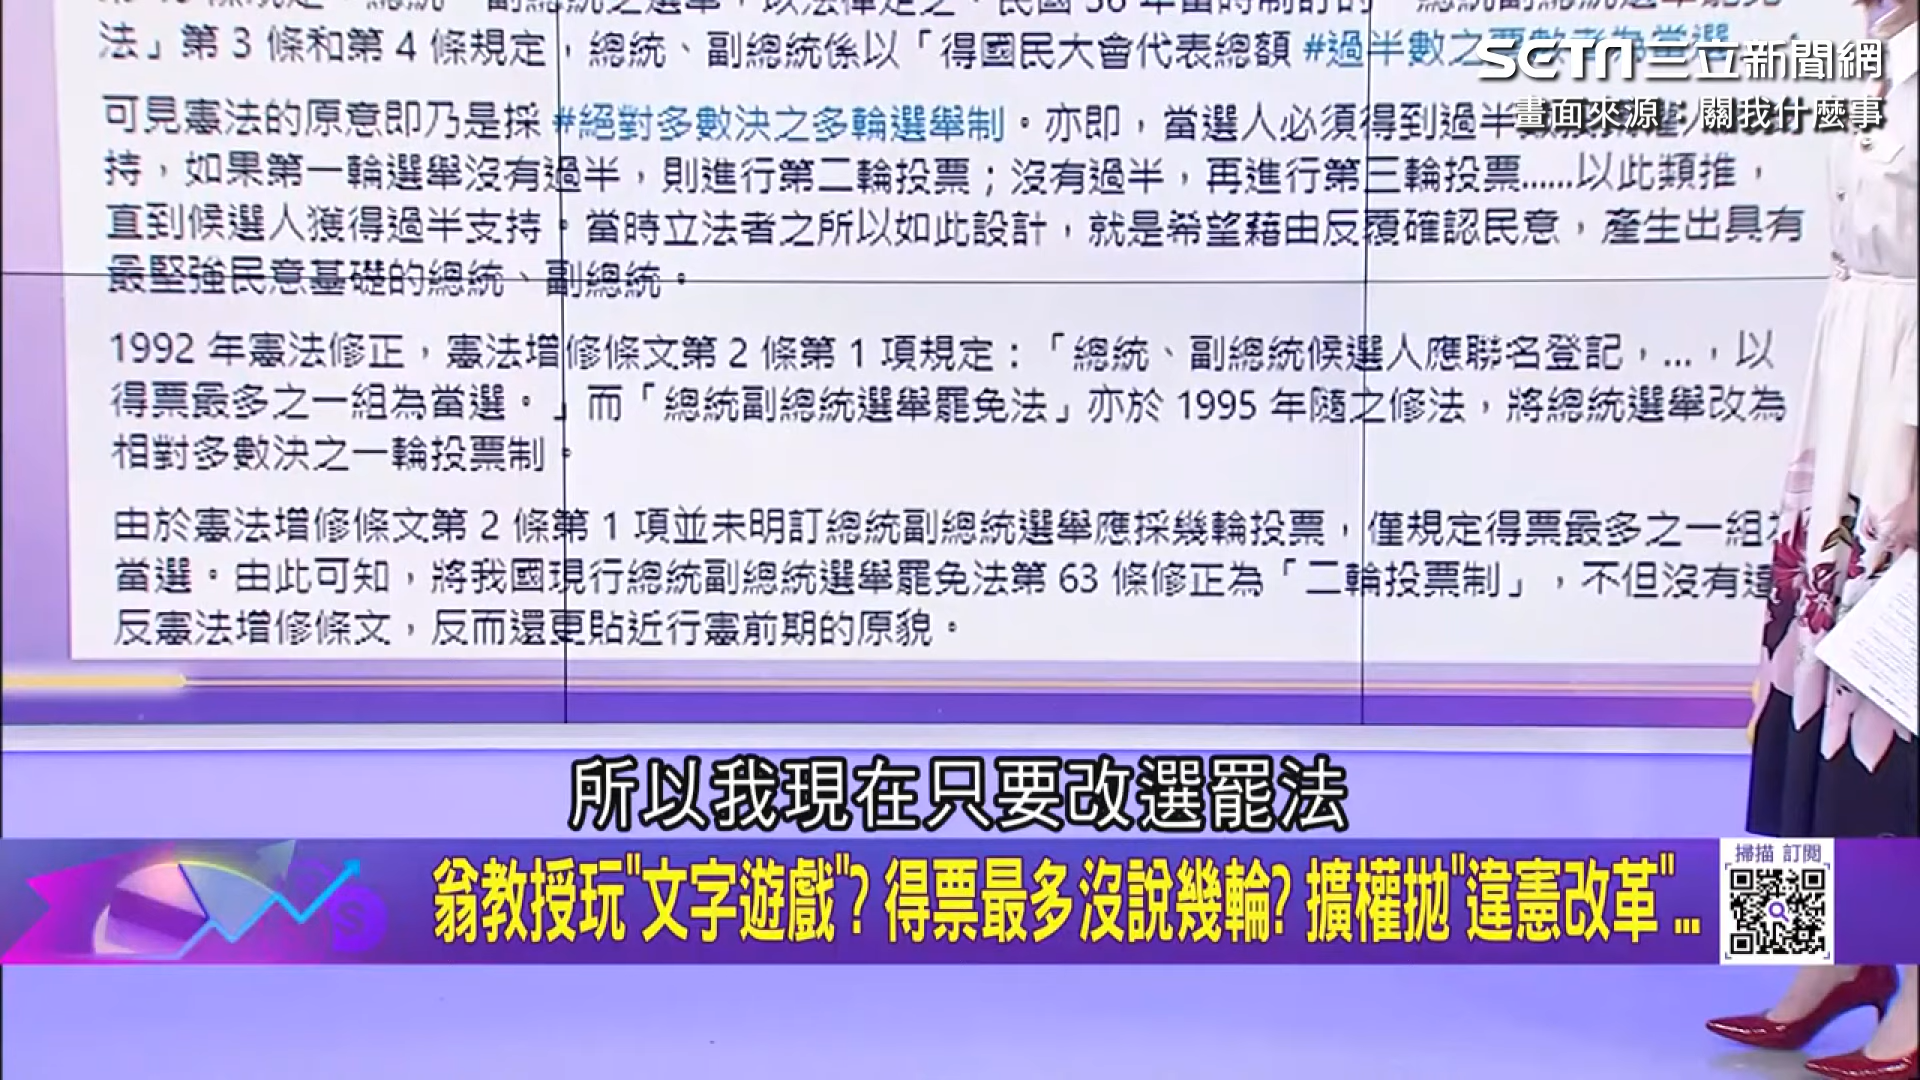 法」第 3 條和第 4 條規定，總統、副總統係以「得國民大會代表總額 #過半數之票數者為當選
SETN三立新聞網
畫面來源：關我什麼事
可見憲法的原意即乃是採 #絕對多數決之多輪選舉制。亦即，當選人必須得到過半
持，如果第一輪選舉沒有過半，則進行第二輪投票；沒有過半，再進行第三輪投票......以此類推，
直到候選人獲得過半支持。當時立法者之所以如此設計，就是希望藉由反覆確認民意，產生出具有
最堅強民意基礎的總統、副總統。
1992 年憲法修正，憲法增修條文第 2 條第 1 項規定：「總統、副總統候選人應聯名登記，...，以
得票最多之一組為當選。」而「總統副總統選舉罷免法」亦於 1995 年隨之修法，將總統選舉改為
相對多數決之一輪投票制。
由於憲法增修條文第 2 條第 1 項並未明訂總統副總統選舉應採幾輪投票，僅規定得票最多之一組
當選。由此可知，將我國現行總統副總統選舉罷免法第 63 條修正為「二輪投票制」，不但沒有違
反憲法增修條文，反而還更貼近行憲前期的原貌。
所以我現在只要改選罷法
翁教授玩"文字遊戲"? 得票最多沒說幾輪? 擴權拋"違憲改革"...
掃描 訂閱